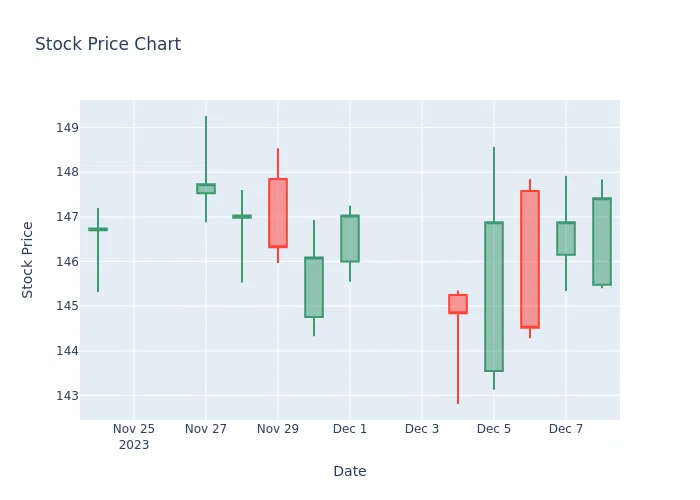 Stock Price Chart
149
148
147
146
145
144
143
Stock Price
Nov 25
2023
Nov 27
Nov 29
Dec 1
Dec 3
Dec 5
Dec 7
Date